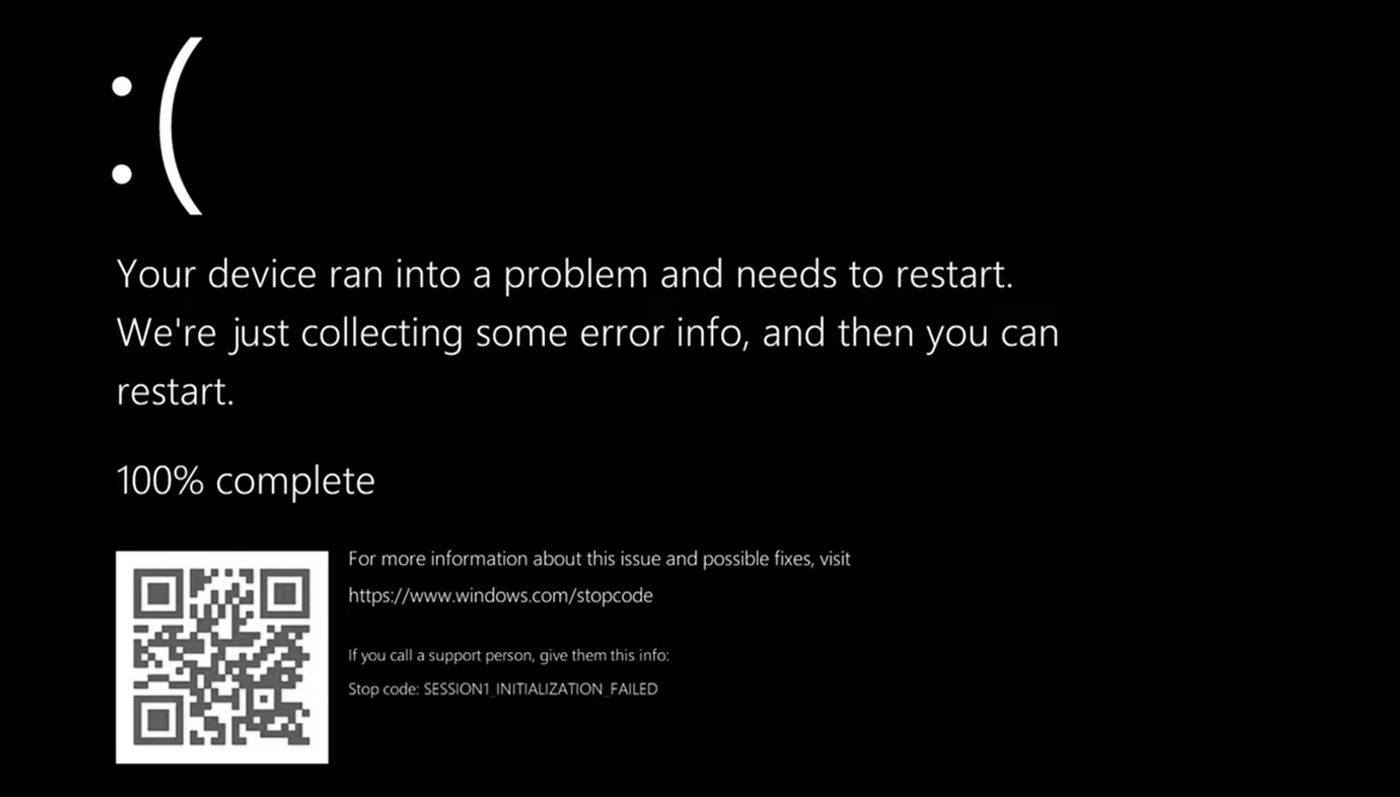 :(
Your device ran into a problem and needs to restart.
We're just collecting some error info, and then you can
restart.
100% complete
For more information about this issue and possible fixes, visit
https://www.windows.com/stopcode
If you call a support person, give them this info:
Stop code: SESSION1_INITIALIZATION_FAILED